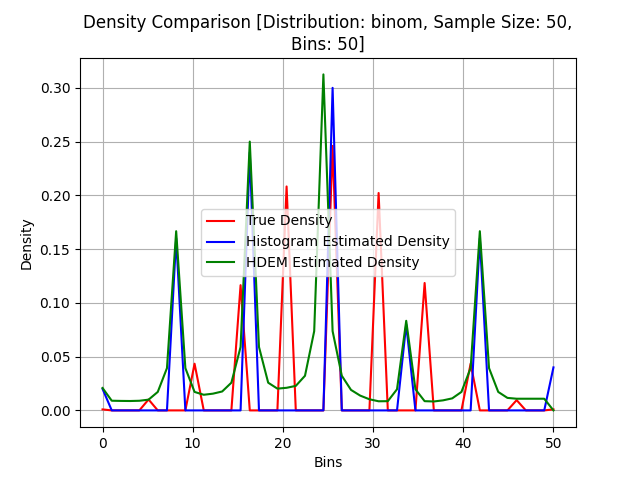 Density Comparison [Distribution: binom, Sample Size: 50,
Bins: 50]
Density
0.30
0.25
0.20
0.15
0.10
0.05
0.00
True Density
Histogram Estimated Density
HDEM Estimated Density
0 10 20 30 40 50
Bins